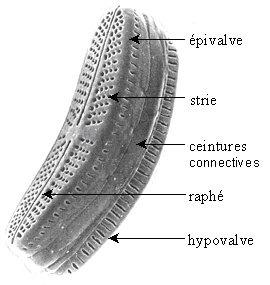 épivalve
strie
ceintures
connectives
raphé
hypovalve